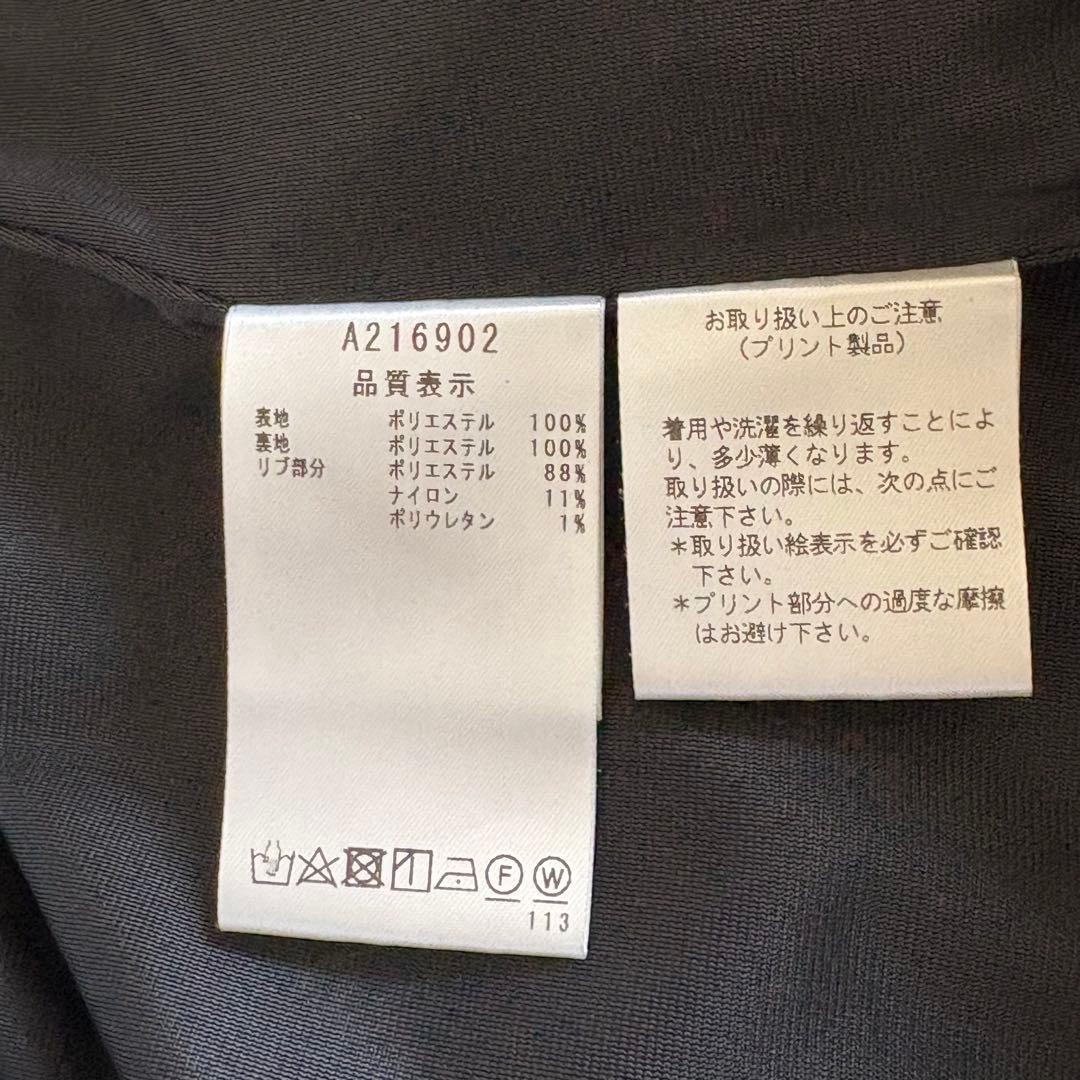 A216902
品質表示
表地 ポリエステル 100%
裏地 ポリエステル 100%
リブ部分 ポリエステル 88%
ナイロン 11%
ポリウレタン 1%
F W
113
お取り扱い上のご注意
(プリント製品)
着用や洗濯を繰り返すことによ
り、多少薄くなります。
取り扱いの際には、次の点にご
注意下さい。
*取り扱い絵表示を必ずご確認
下さい。
*プリント部分への過度な摩擦
はお避け下さい。